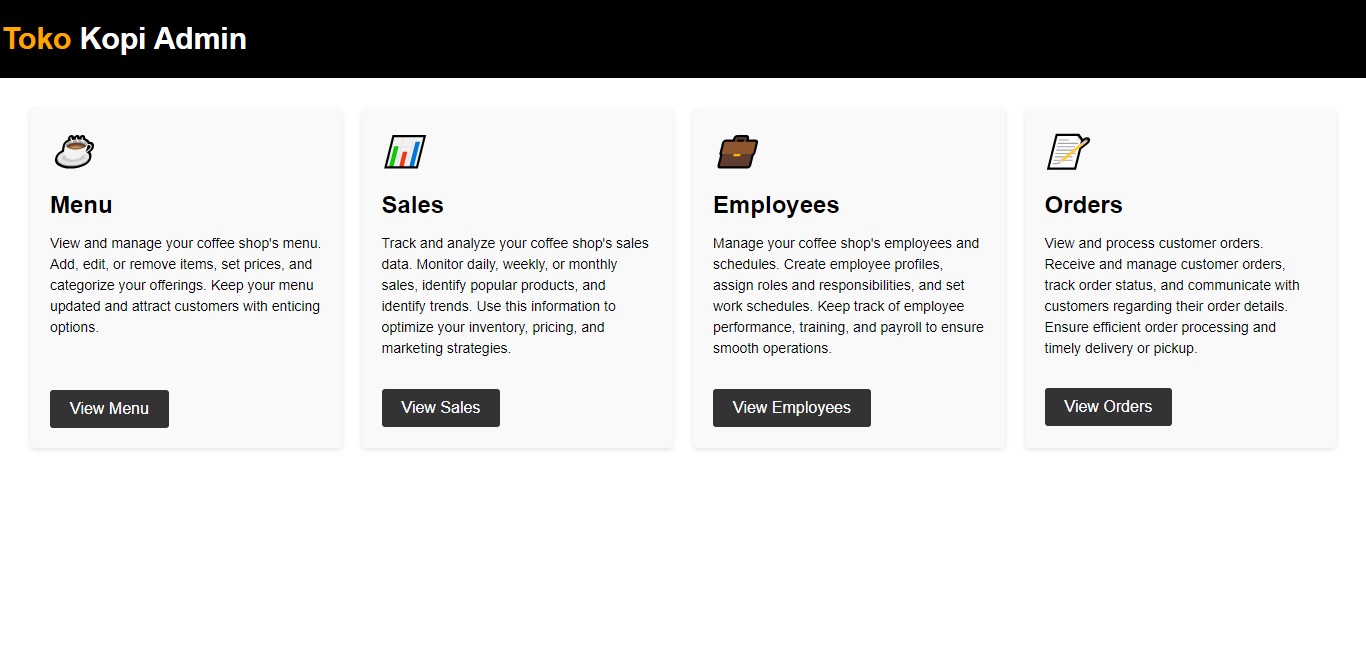 Toko Kopi Admin
Menu
View and manage your coffee shop's menu.
Add, edit, or remove items, set prices, and
categorize your offerings. Keep your menu
updated and attract customers with enticing
options.
View Menu
Sales
Track and analyze your coffee shop's sales
data. Monitor daily, weekly, or monthly
sales, identify popular products, and
identify trends. Use this information to
optimize your inventory, pricing, and
marketing strategies.
View Sales
Employees
Manage your coffee shop's employees and
schedules. Create employee profiles,
assign roles and responsibilities, and set
work schedules. Keep track of employee
performance, training, and payroll to ensure
smooth operations.
View Employees
Orders
View and process customer orders.
Receive and manage customer orders,
track order status, and communicate with
customers regarding their order details.
Ensure efficient order processing and
timely delivery or pickup.
View Orders